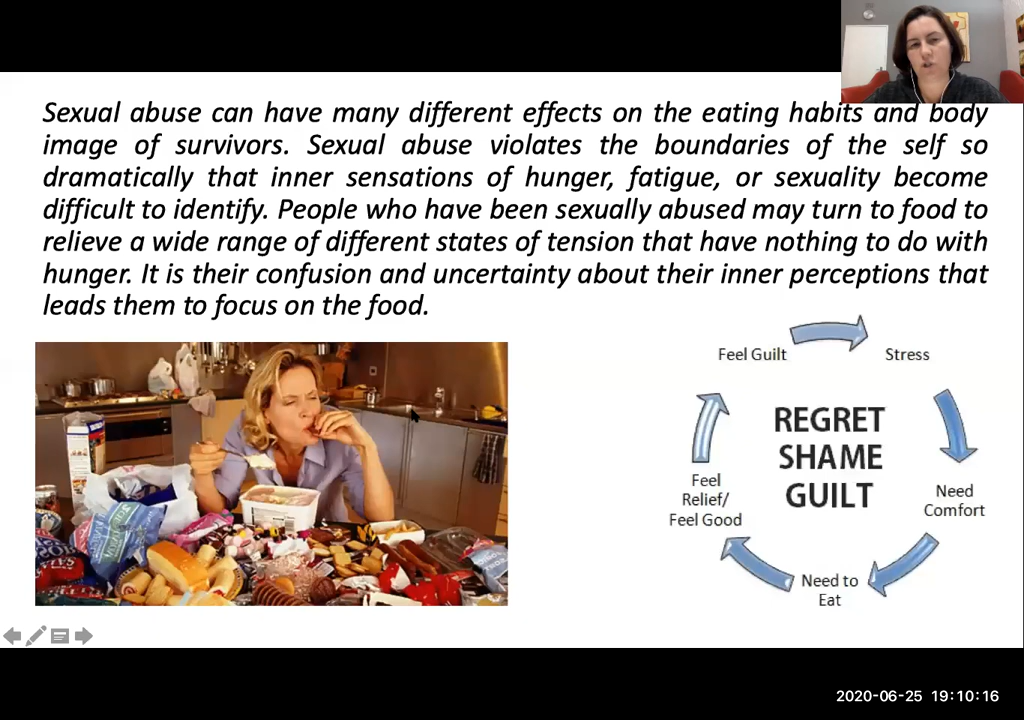 Sexual abuse can have many different effects on the eating habits and body
image of survivors. Sexual abuse violates the boundaries of the self so
dramatically that inner sensations of hunger, fatigue, or sexuality become
difficult to identify. People who have been sexually abused may turn to food to
relieve a wide range of different states of tension that have nothing to do with
hunger. It is their confusion and uncertainty about their inner perceptions that
leads them to focus on the food.
Feel Guilt
Stress
REGRET
SHAME
GUILT
Need
Comfort
Need to
Eat
Feel
Relief/
Feel Good
2020-06-25 19:10:16